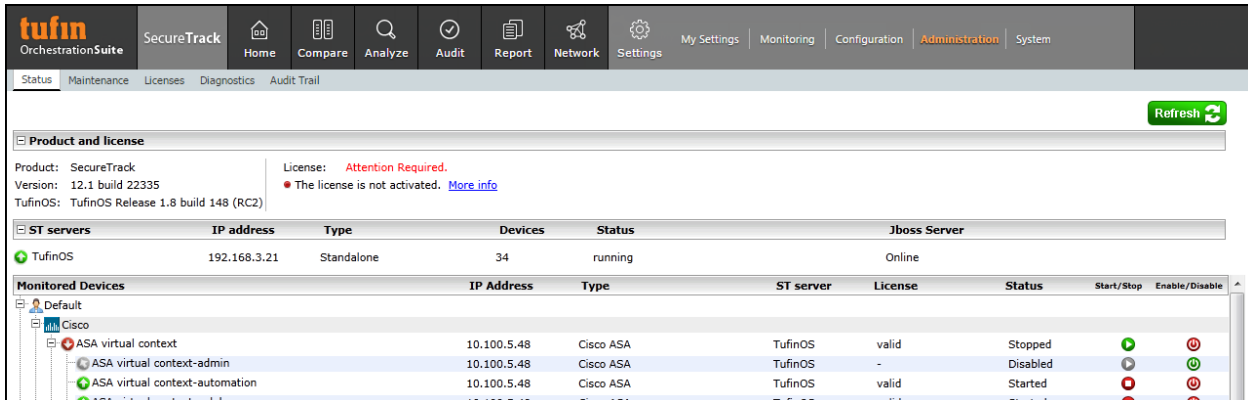 tufin
OrchestrationSuite
SecureTrack
Home
Compare
Analyze
Audit
Report
Network
Settings
My Settings
Monitoring
Configuration
Administration
System
Status Maintenance Licenses Diagnostics Audit Trail
Refresh
Product and license
Product: SecureTrack License: Attention Required.
Version: 12.1 build 22335 The license is not activated. More info
TufinOS: TufinOS Release 1.8 build 148 (RC2)
ST servers IP address Type Devices Status Jboss Server
TufinOS 192.168.3.21 Standalone 34 running Online
Monitored Devices IP Address Type ST server License Status Start/Stop Enable/Disable
Default
Cisco
ASA virtual context 10.100.5.48 Cisco ASA TufinOS valid Stopped
ASA virtual context-admin 10.100.5.48 Cisco ASA TufinOS - Disabled
ASA virtual context-automation 10.100.5.48 Cisco ASA TufinOS valid Started